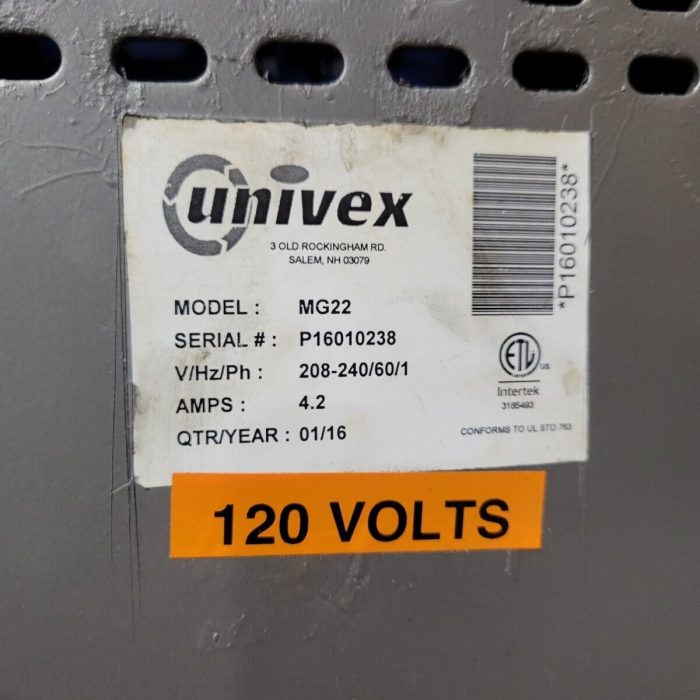 univex
3 OLD ROCKINGHAM RD.
SALEM, NH 03079
MODEL : MG22
SERIAL # : P16010238
V/Hz/Ph : 208-240/60/1
AMPS : 4.2
QTR/YEAR : 01/16
*P16010238*
ETL
US
Intertek
3185493
CONFORMS TO UL STD 763
120 VOLTS